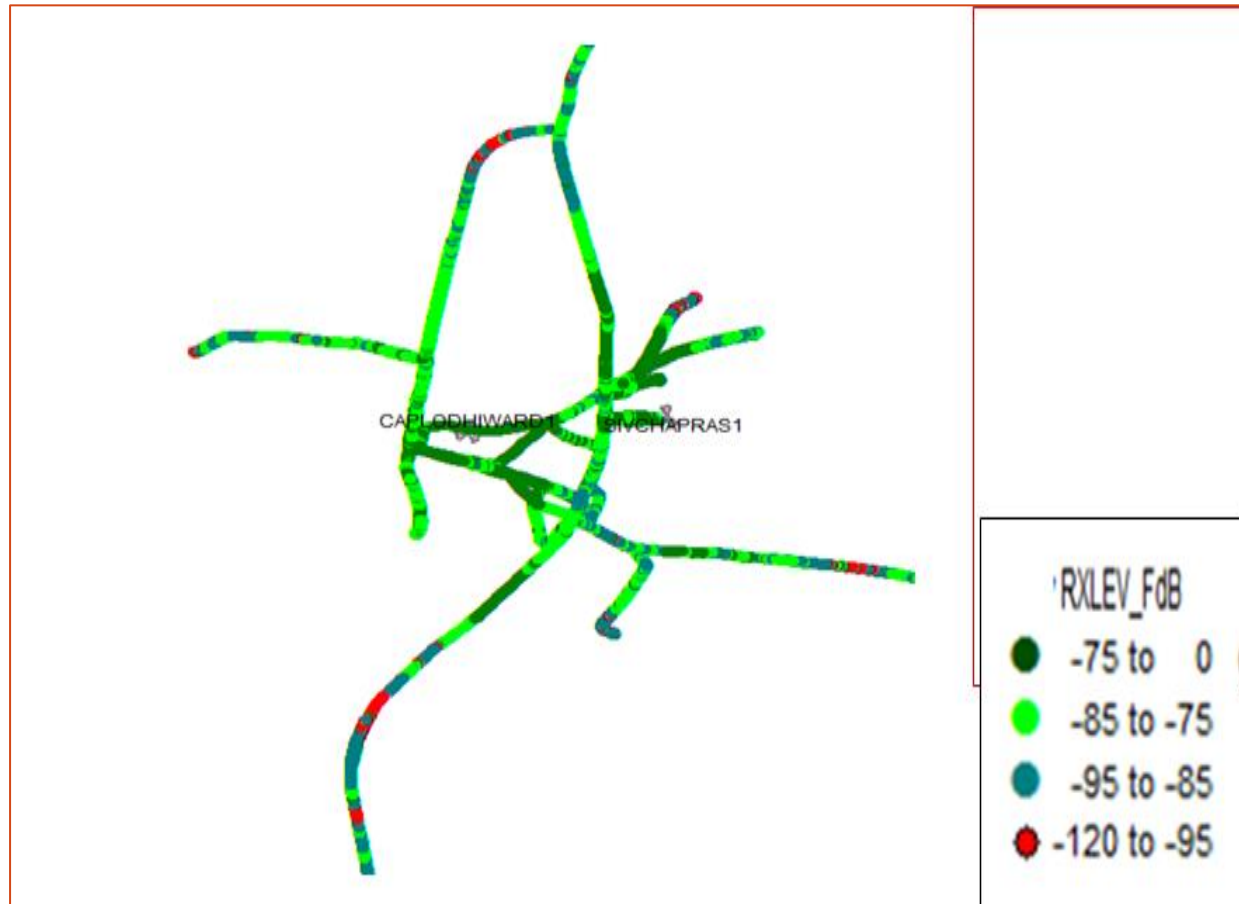 CAPLODHIWARD1
SIVCHAPRAS1
RXLEV_FdB
-75 to 0
-85 to -75
-95 to -85
-120 to -95